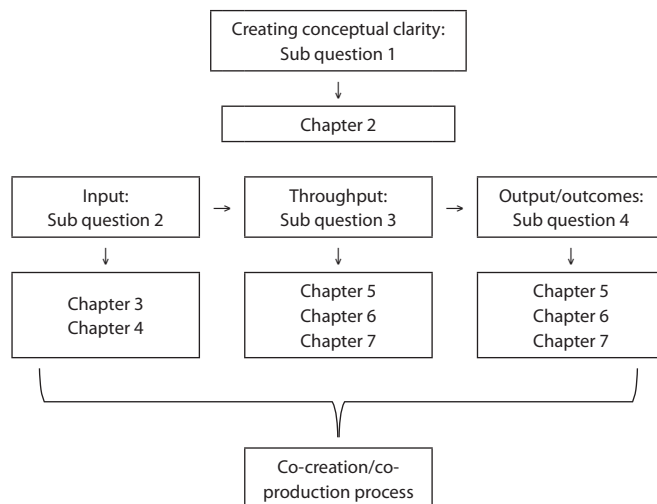 Creating conceptual clarity:
Sub question 1
Chapter 2
Input:
Sub question 2
Throughput:
Sub question 3
Output/outcomes:
Sub question 4
Chapter 3
Chapter 4
Chapter 5
Chapter 6
Chapter 7
Chapter 5
Chapter 6
Chapter 7
Co-creation/co-
production process